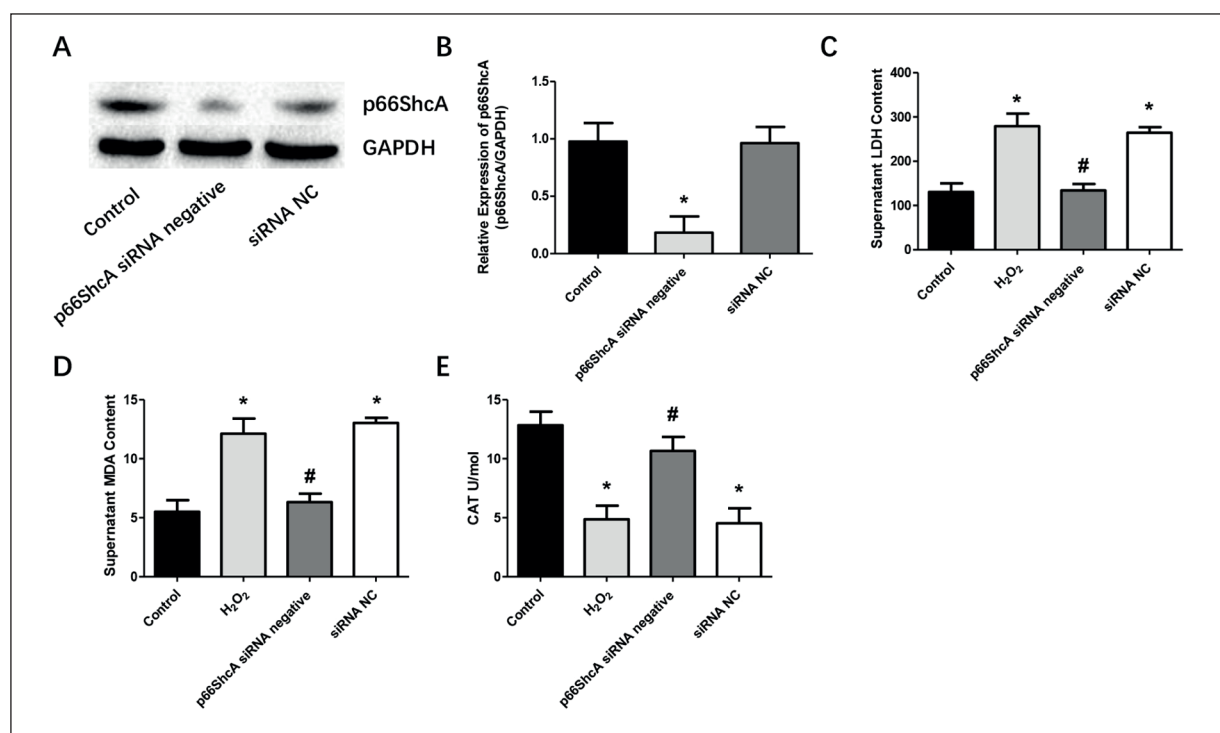 A
p66ShcA
GAPDH
Control
p66ShcA siRNA negative
siRNA NC
B
Relative Expression of p66ShcA
(p66ShcA/GAPDH)
1.5
1.0
0.5
0.0
*
Control
p66ShcA siRNA negative
siRNA NC
C
Supernatant LDH Content
400
300
200
100
0
*
#
*
Control
H₂O₂
p66ShcA siRNA negative
siRNA NC
D
Supernatant MDA Content
15
10
5
0
*
#
*
Control
H₂O₂
p66ShcA siRNA negative
siRNA NC
E
CAT U/mol
15
10
5
0
*
#
*
Control
H₂O₂
p66ShcA siRNA negative
siRNA NC